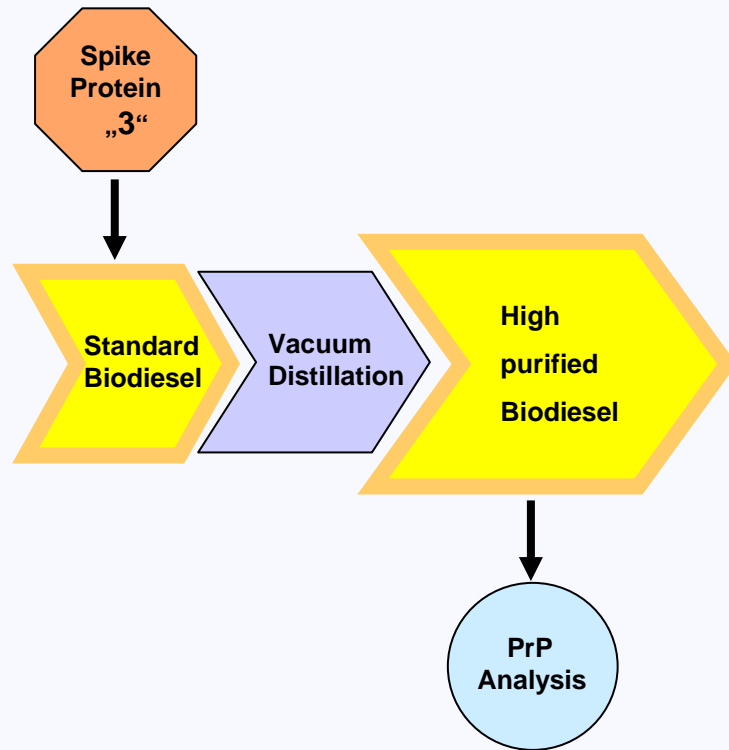 Spike
Protein
„3“
Standard
Biodiesel
Vacuum
Distillation
High
purified
Biodiesel
PrP
Analysis